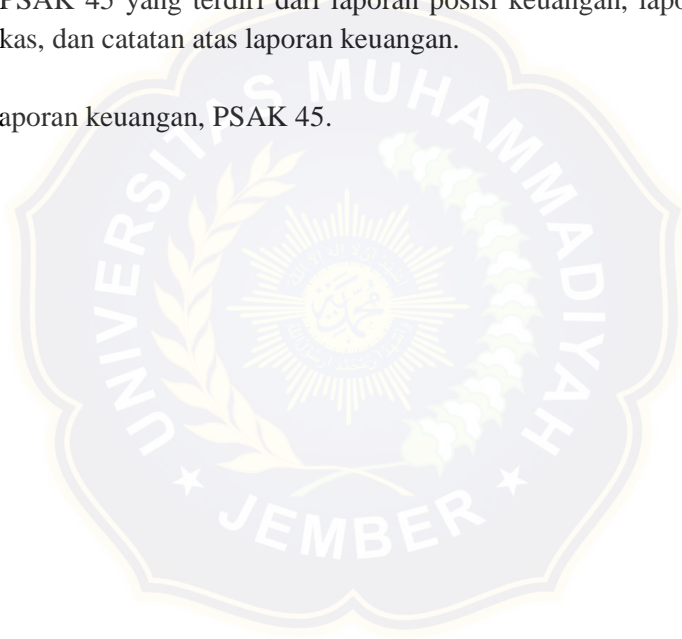 PSAK 45 yang terdiri dari laporan posisi keuangan, lapo
kas, dan catatan atas laporan keuangan.
aporan keuangan, PSAK 45.
UNIVERSITAS MUHAMMADIYAH
JEMBER